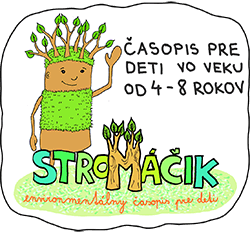 ČASOPIS PRE
DETI VO VEKU
OD 4-8 ROKOV
STROMÁČIK
environmentálny časopis pre deti